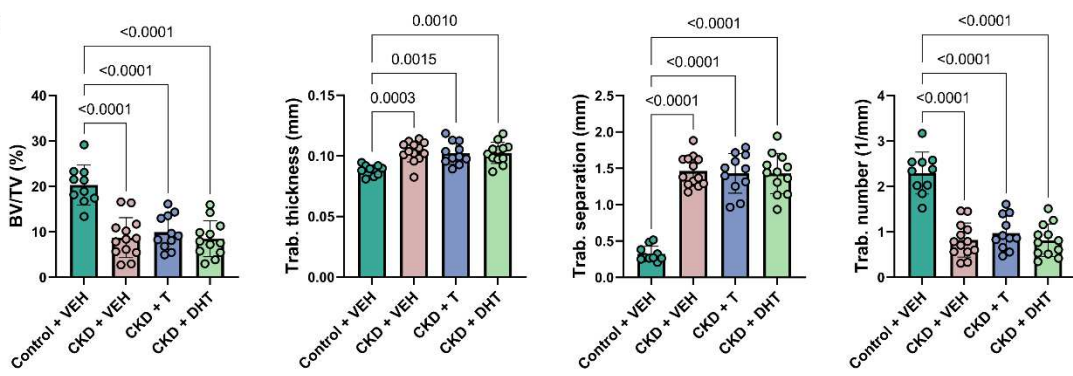 <0.0001
<0.0001
<0.0001
BV/TV (%)
40
30
20
10
0
Control + VEH
CKD + VEH
CKD + T
CKD + DHT
0.0010
0.0015
0.0003
Trab. thickness (mm)
0.15
0.10
0.05
0.00
Control + VEH
CKD + VEH
CKD + T
CKD + DHT
<0.0001
<0.0001
<0.0001
Trab. separation (mm)
2.5
2.0
1.5
1.0
0.5
0.0
Control + VEH
CKD + VEH
CKD + T
CKD + DHT
<0.0001
<0.0001
<0.0001
Trab. number (1/mm)
4
3
2
1
0
Control + VEH
CKD + VEH
CKD + T
CKD + DHT